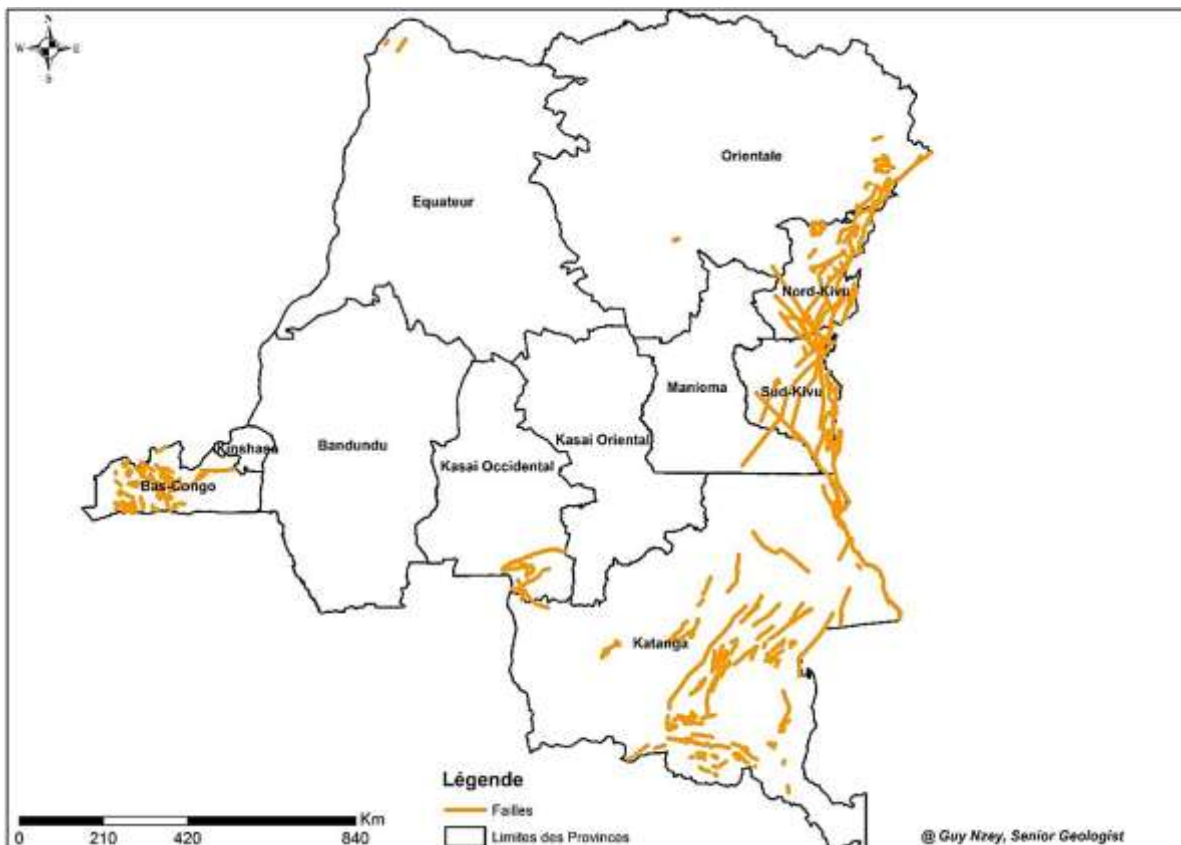 N
W E
S
Orientale
Equateur
Nord-Kivu
Maniema
Sud-Kivu
Kinshasa
Bandundu
Kasai Oriental
Kasai Occidental
Bas-Congo
Katanga
Légende
Failles
Limites des Provinces
Km
0 210 420 840
@ Guy Nzey, Senior Geologist